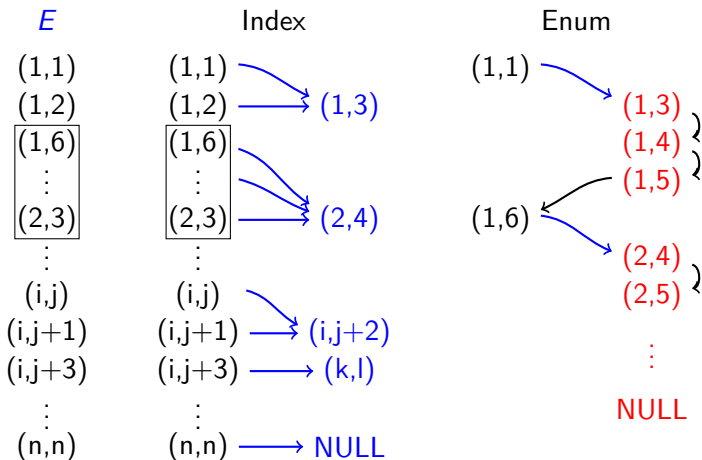 E Index Enum
(1,1) (1,1) (1,1)
(1,2) (1,2) (1,3) (1,3)
(1,6) (1,6) (1,4)
⋮ ⋮ (1,5)
(2,3) (2,3) (2,4) (1,6)
⋮ ⋮ (2,4)
(i,j) (i,j) (2,5)
(i,j+1) (i,j+1) (i,j+2)
(i,j+3) (i,j+3) (k,l) ⋮
⋮ ⋮ NULL
(n,n) (n,n) NULL